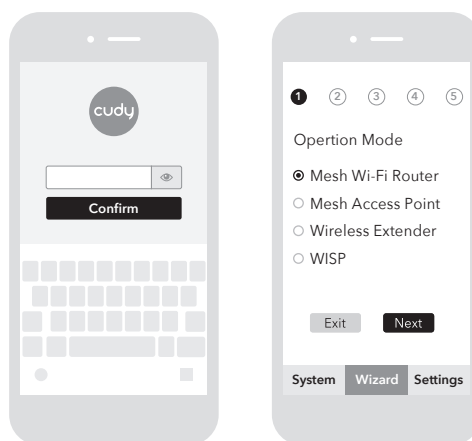 cudy
Confirm
1 2 3 4 5
Opertion Mode
Mesh Wi-Fi Router
Mesh Access Point
Wireless Extender
WISP
Exit Next
System Wizard Settings